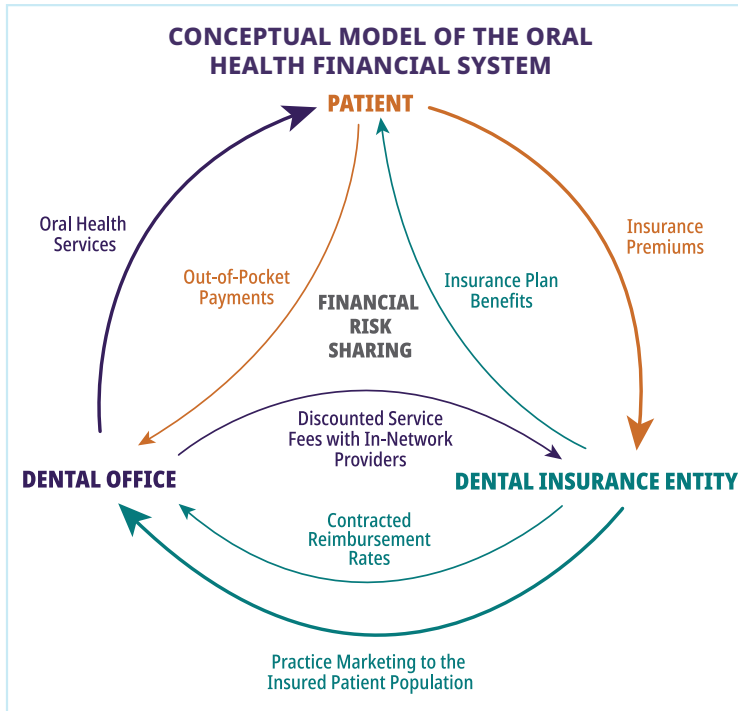 CONCEPTUAL MODEL OF THE ORAL
HEALTH FINANCIAL SYSTEM
PATIENT
Oral Health
Services
Insurance
Premiums
Out-of-Pocket
Payments
Insurance Plan
Benefits
FINANCIAL
RISK
SHARING
Discounted Service
Fees with In-Network
Providers
DENTAL OFFICE
DENTAL INSURANCE ENTITY
Contracted
Reimbursement
Rates
Practice Marketing to the
Insured Patient Population